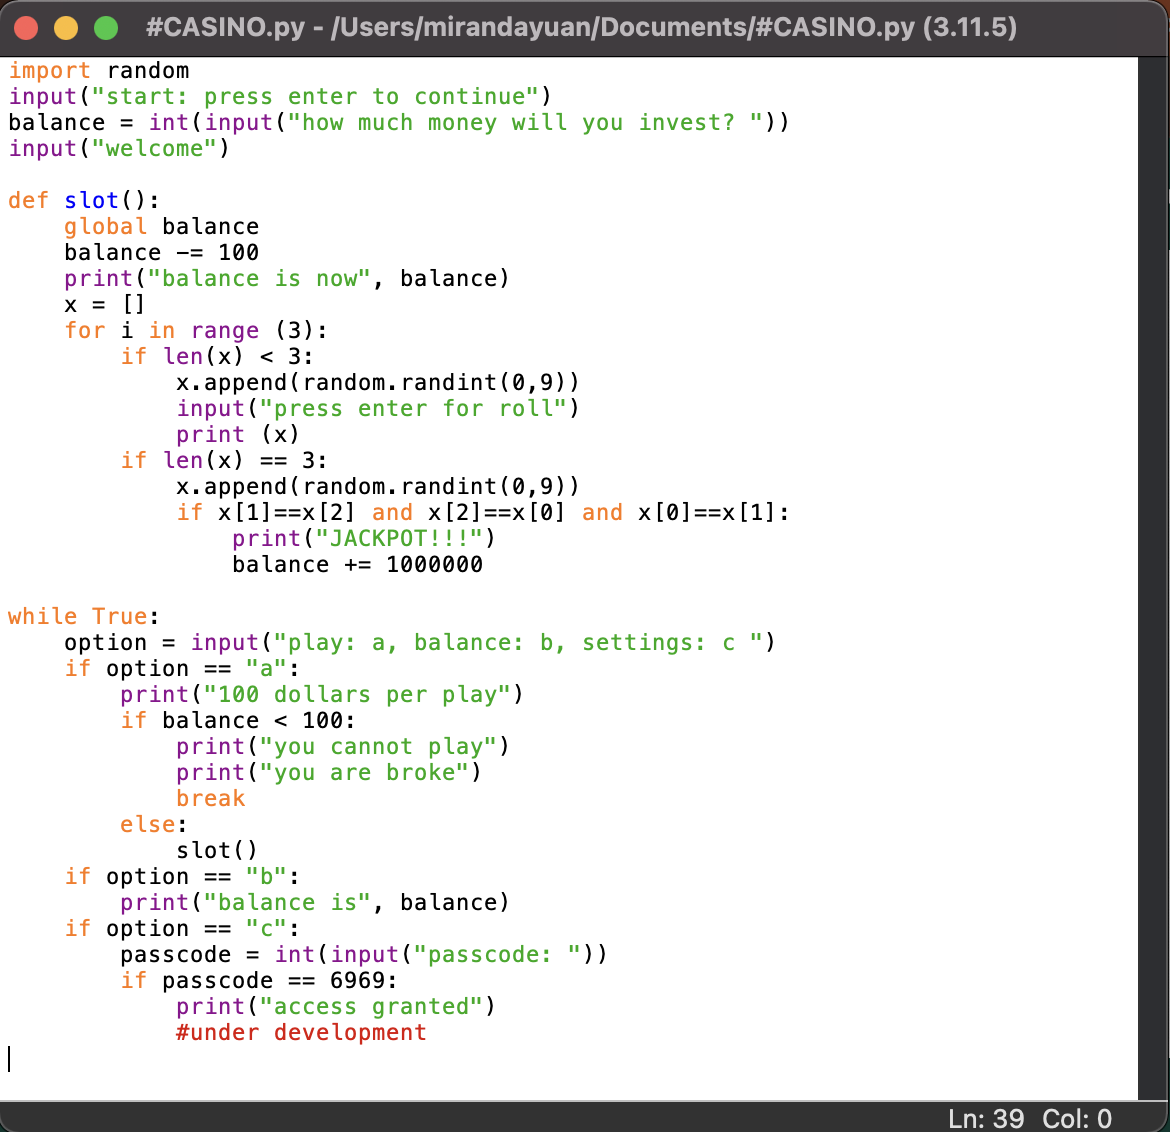 #CASINO.py - /Users/mirandayuan/Documents/#CASINO.py (3.11.5)
import random
input("start: press enter to continue")
balance = int(input("how much money will you invest? "))
input("welcome")

def slot():
    global balance
    balance -= 100
    print("balance is now", balance)
    x = []
    for i in range (3):
        if len(x) < 3:
            x.append(random.randint(0,9))
            input("press enter for roll")
            print (x)
        if len(x) == 3:
            x.append(random.randint(0,9))
            if x[1]==x[2] and x[2]==x[0] and x[0]==x[1]:
                print("JACKPOT!!!")
                balance += 1000000

while True:
    option = input("play: a, balance: b, settings: c ")
    if option == "a":
        print("100 dollars per play")
        if balance < 100:
            print("you cannot play")
            print("you are broke")
            break
        else:
            slot()
    if option == "b":
        print("balance is", balance)
    if option == "c":
        passcode = int(input("passcode: "))
        if passcode == 6969:
            print("access granted")
            #under development
Ln: 39 Col: 0